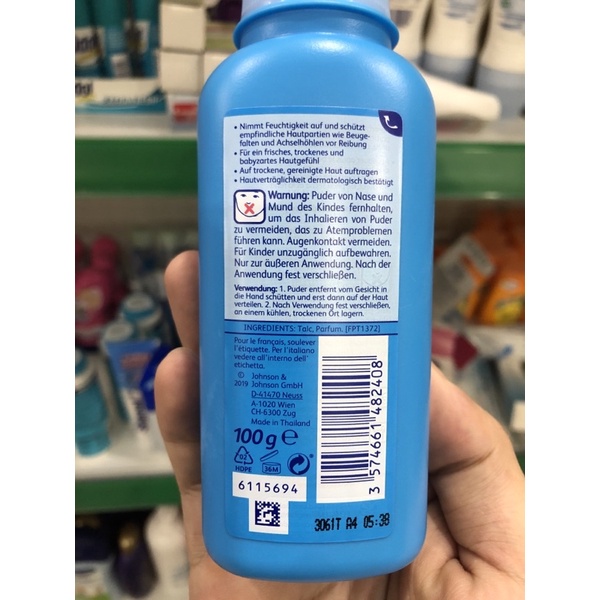 • Nimmt Feuchtigkeit auf und schützt
empfindliche Hautpartien wie Beuge-
falten und Achselhöhlen vor Reibung
• Für ein frisches, trockenes und
babyzartes Hautgefühl
• Auf trockene, gereinigte Haut auftragen
• Hautverträglichkeit dermatologisch bestätigt
Warnung: Puder von Nase und
Mund des Kindes fernhalten,
um das Inhalieren von Puder
zu vermeiden, das zu Atemproblemen
führen kann. Augenkontakt vermeiden.
Für Kinder unzugänglich aufbewahren.
Nur zur äußeren Anwendung. Nach der
Anwendung fest verschließen.
Verwendung: 1. Puder entfernt vom Gesicht in
die Hand schütten und erst dann auf der Haut
verteilen. 2. Nach Verwendung fest verschließen,
an einem kühlen, trockenen Ort lagern.
INGREDIENTS: Talc, Parfum. [FPT1372]
Pour le français, soulever
l'étiquette. Per l'italiano
vedere all'interno dell'
etichetta.
© Johnson &
2019 Johnson GmbH
D-41470 Neuss
A-1020 Wien
CH-6300 Zug
Made in Thailand
100 g ℮
02
HDPE
36M
6115694
3 574661 482408
3061T A4 05:38